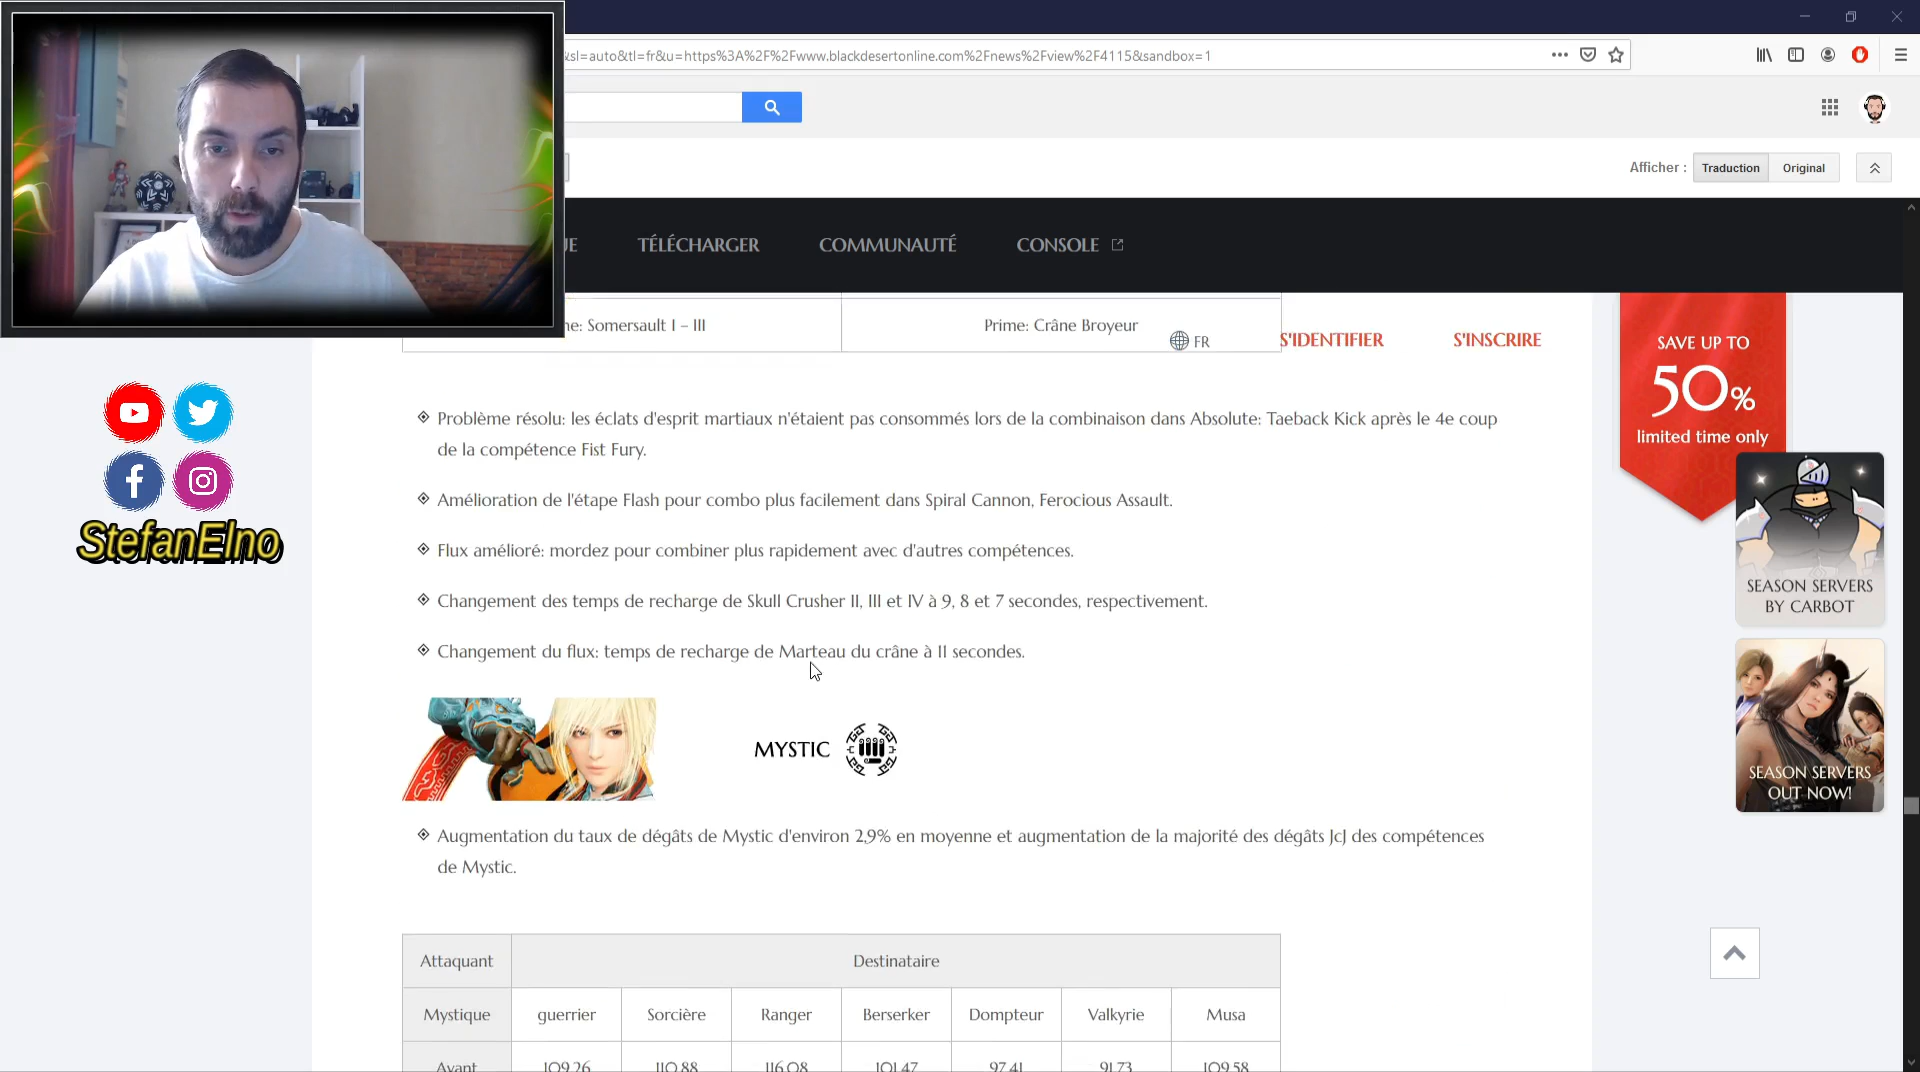 &sl=auto&tl=fr&u=https%3A%2F%2Fwww.blackdesertonline.com%2Fnews%2Fview%2F4115&sandbox=1
Afficher :
Traduction
Original
UE
TÉLÉCHARGER
COMMUNAUTÉ
CONSOLE
ne: Somersault I – III
Prime: Crâne Broyeur
FR
S'IDENTIFIER
S'INSCRIRE
SAVE UP TO
50%
limited time only
Problème résolu: les éclats d'esprit martiaux n'étaient pas consommés lors de la combinaison dans Absolute: Taeback Kick après le 4e coup
de la compétence Fist Fury.
Amélioration de l'étape Flash pour combo plus facilement dans Spiral Cannon, Ferocious Assault.
Flux amélioré: mordez pour combiner plus rapidement avec d'autres compétences.
Changement des temps de recharge de Skull Crusher II, III et IV à 9, 8 et 7 secondes, respectivement.
Changement du flux: temps de recharge de Marteau du crâne à 11 secondes.
StefanElno
SEASON SERVERS
BY CARBOT
SEASON SERVERS
OUT NOW!
MYSTIC
Augmentation du taux de dégâts de Mystic d'environ 2,9% en moyenne et augmentation de la majorité des dégâts JcJ des compétences
de Mystic.
Attaquant
Destinataire
Mystique
guerrier
Sorcière
Ranger
Berserker
Dompteur
Valkyrie
Musa
Avant
109.26
110.88
116.08
101.47
97.41
91.73
109.58